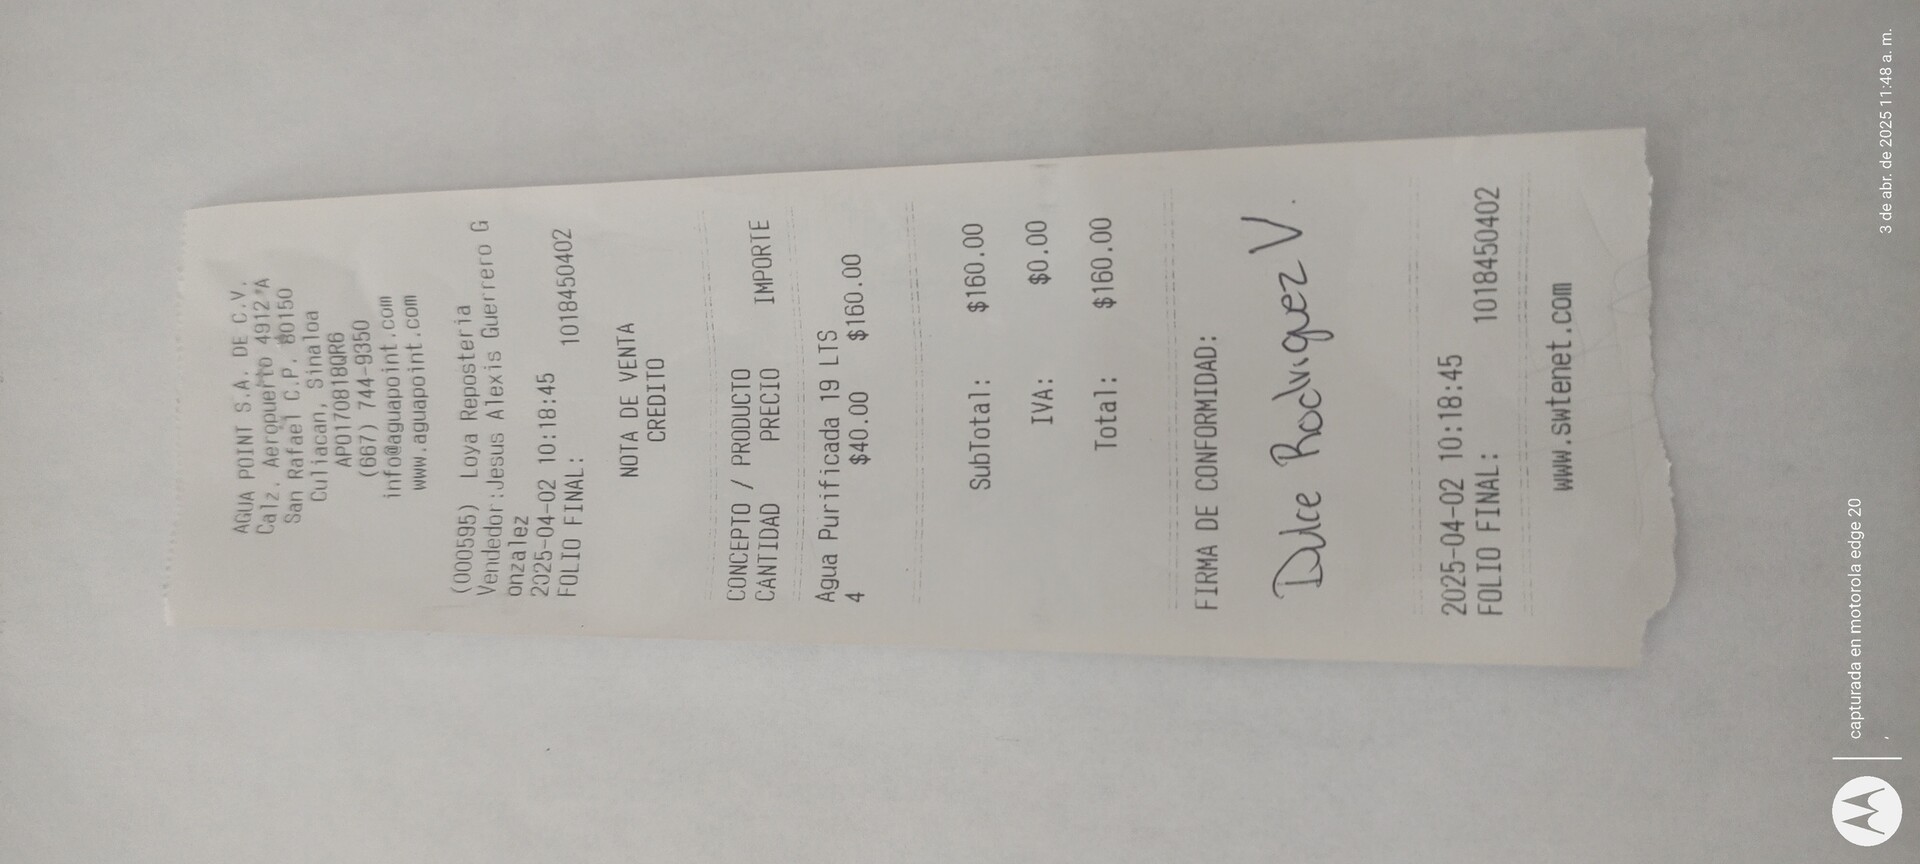 AGUA POINT S.A. DE C.V.
Calz. Aeropuerto 4912 "A
San Rafael C.P. 80150
Culiacan, Sinaloa
APO170818QR6
(667) 744-9350
info@aguapoint.com
www.aguapoint.com
(000595) Loya Reposteria
Vendedor:Jesus Alexis Guerrero G
onzalez
2025-04-02 10:18:45
FOLIO FINAL: 1018450402
NOTA DE VENTA
CREDITO
CONCEPTO / PRODUCTO
CANTIDAD PRECIO IMPORTE
Agua Purificada 19 LTS
4 $40.00 $160.00
SubTotal: $160.00
IVA: $0.00
Total: $160.00
FIRMA DE CONFORMIDAD:
Dulce Rodriguez V.
2025-04-02 10:18:45
FOLIO FINAL: 1018450402
www.swtenet.com
capturada en motorola edge 20
3 de abr. de 2025 11:48 a. m.